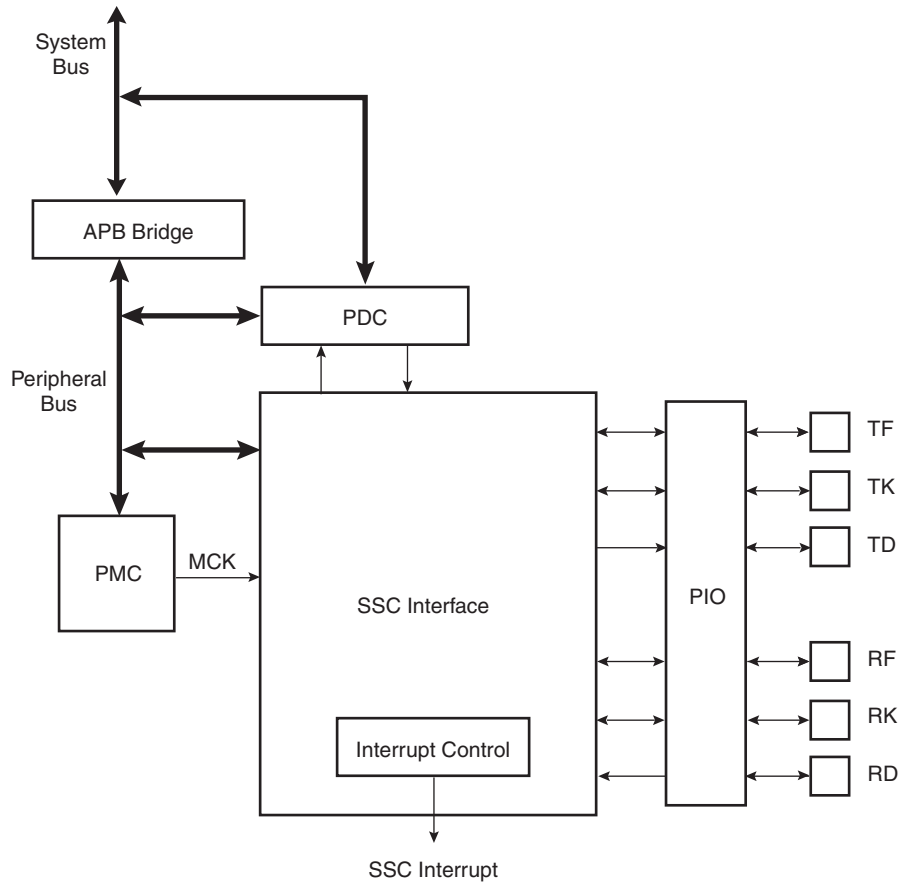 System
Bus
APB Bridge
PDC
Peripheral
Bus
PMC
MCK
SSC Interface
Interrupt Control
SSC Interrupt
PIO
TF
TK
TD
RF
RK
RD